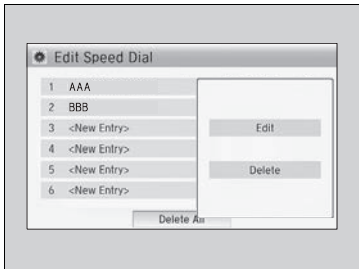 Edit Speed Dial
1 AAA
2 BBB
3 <New Entry>
4 <New Entry>
5 <New Entry>
6 <New Entry>
Edit
Delete
Delete All